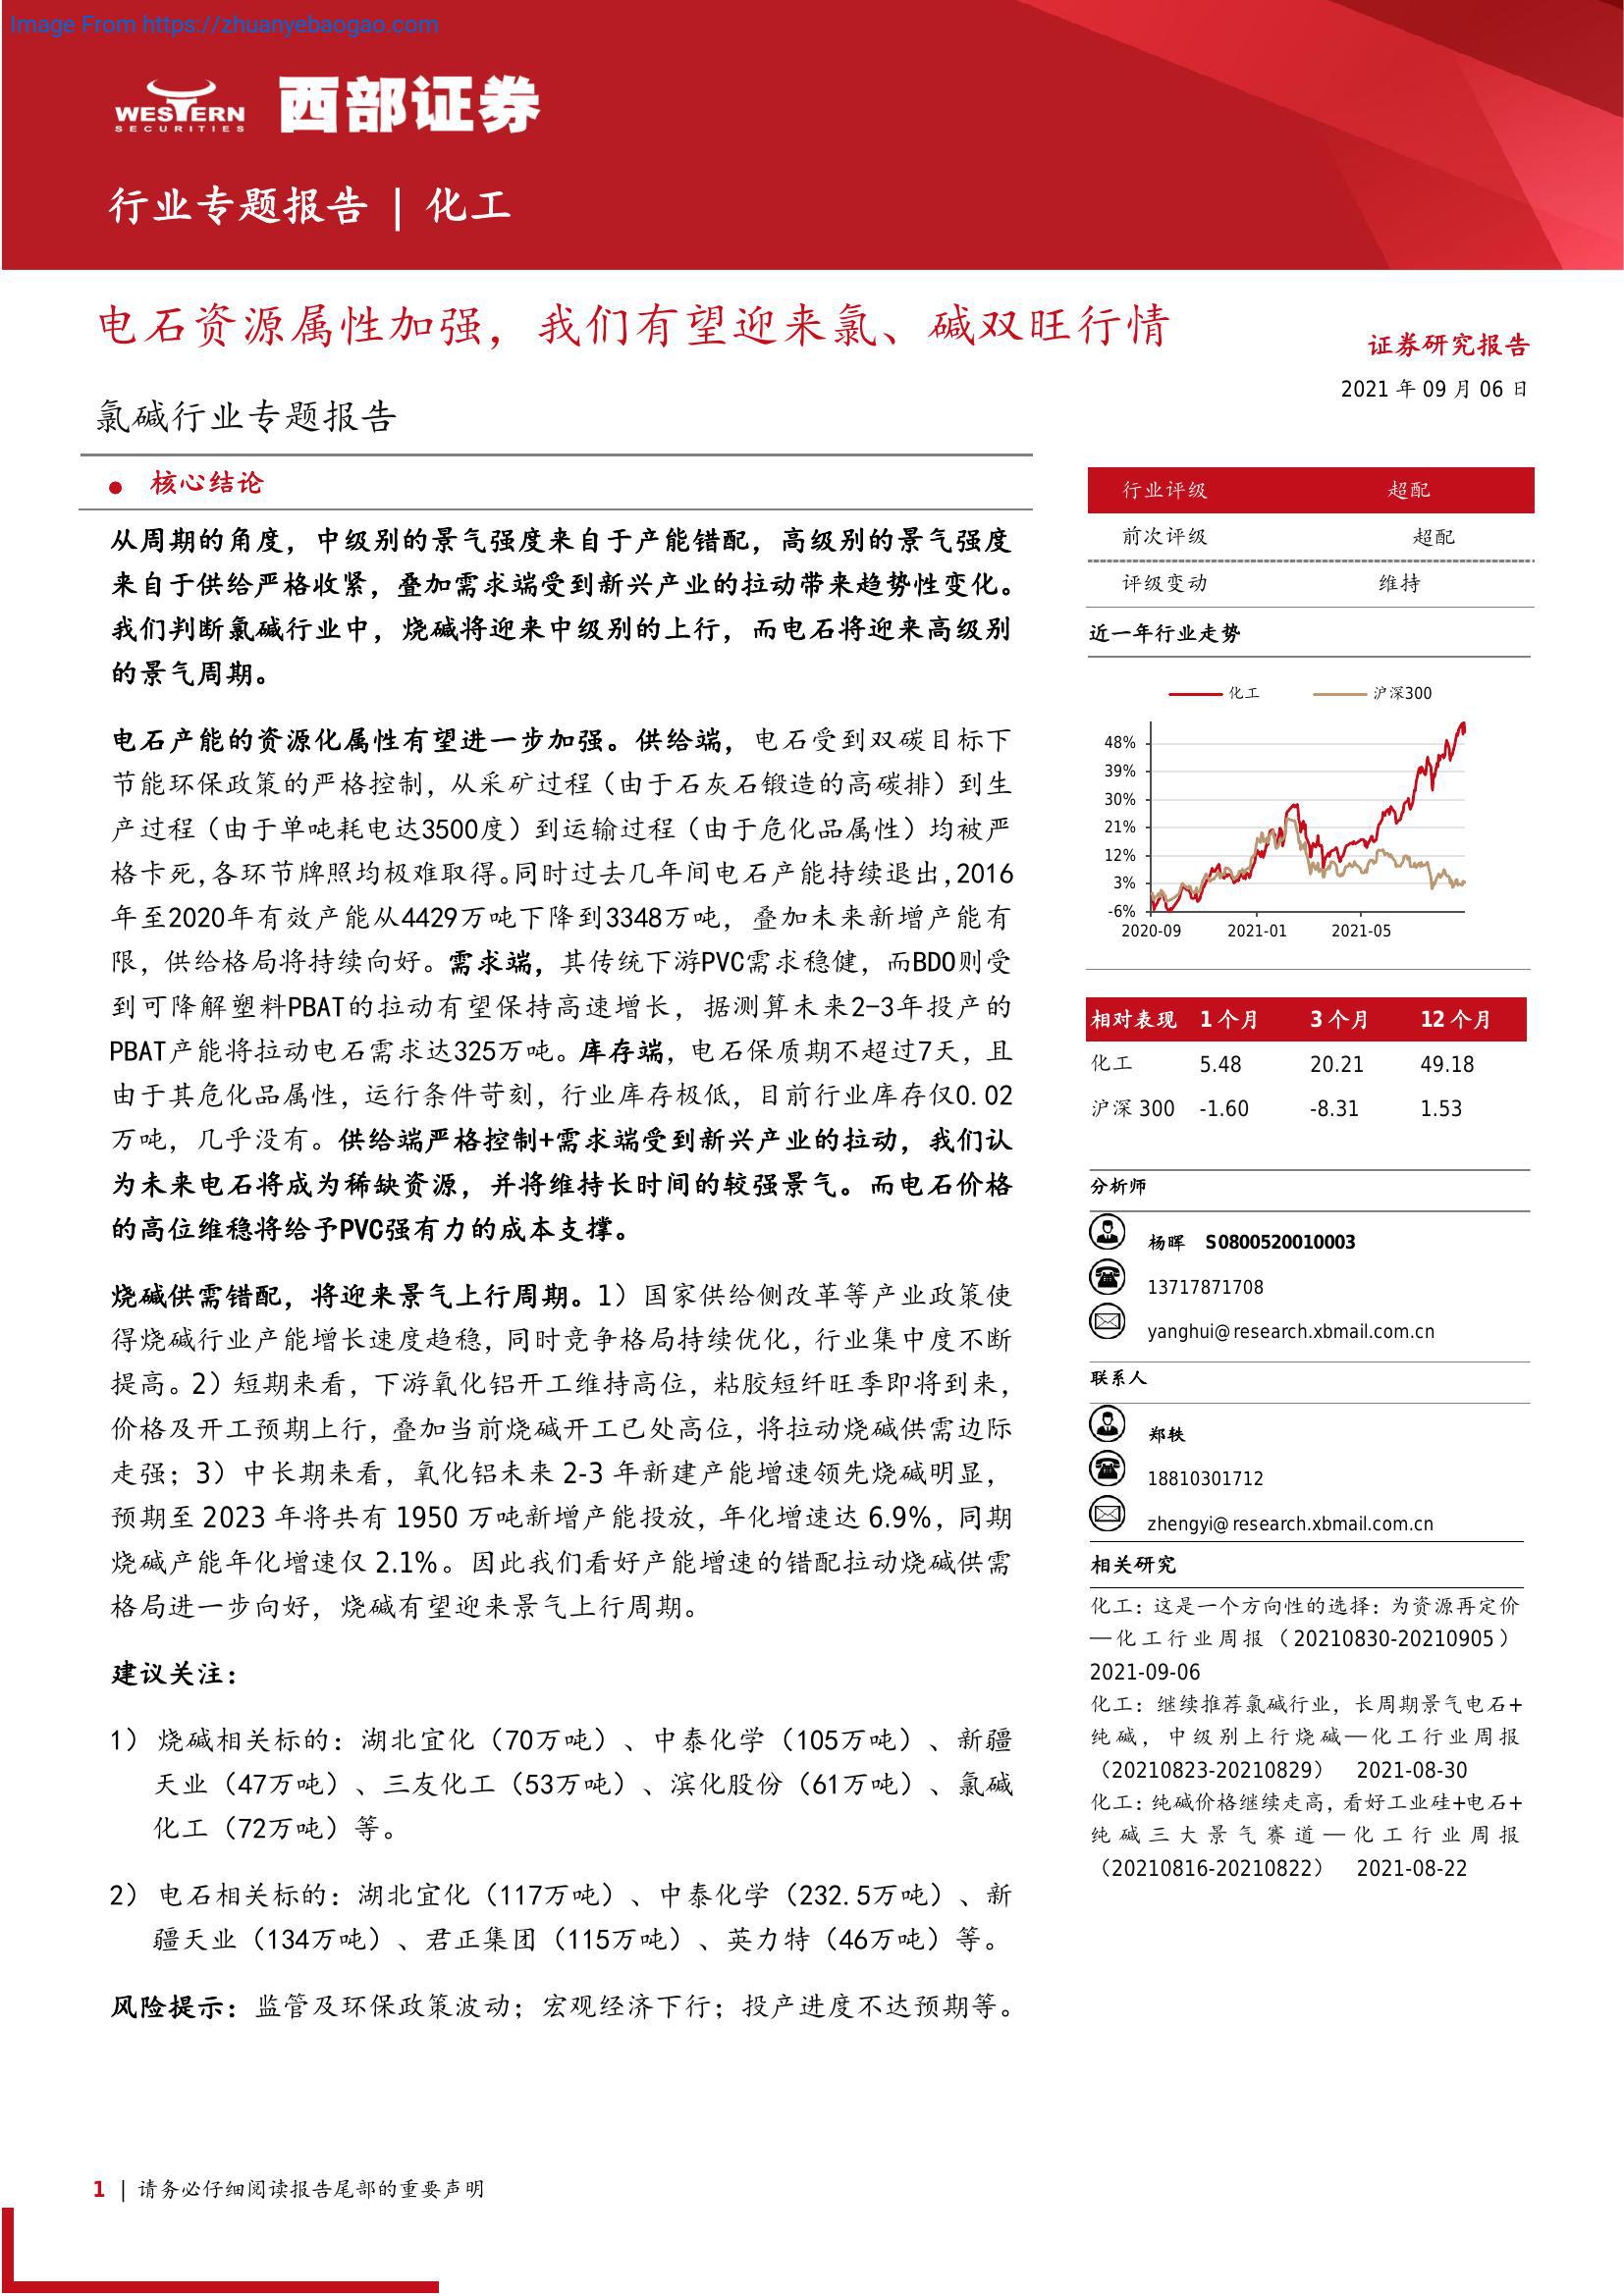 Image From https://zhuanyebaogao.com
WESTERN
SECURITIES
西部证券
行业专题报告 | 化工
电石资源属性加强，我们有望迎来氯、碱双旺行情
氯碱行业专题报告
证券研究报告
2021 年 09 月 06 日
● 核心结论
从周期的角度，中级别的景气强度来自于产能错配，高级别的景气强度
来自于供给严格收紧，叠加需求端受到新兴产业的拉动带来趋势性变化。
我们判断氯碱行业中，烧碱将迎来中级别的上行，而电石将迎来高级别
的景气周期。
电石产能的资源化属性有望进一步加强。供给端，电石受到双碳目标下
节能环保政策的严格控制，从采矿过程（由于石灰石锻造的高碳排）到生
产过程（由于单吨耗电达3500度）到运输过程（由于危化品属性）均被严
格卡死，各环节牌照均极难取得。同时过去几年间电石产能持续退出，2016
年至2020年有效产能从4429万吨下降到3348万吨，叠加未来新增产能有
限，供给格局将持续向好。需求端，其传统下游PVC需求稳健，而BDO则受
到可降解塑料PBAT的拉动有望保持高速增长，据测算未来2-3年投产的
PBAT产能将拉动电石需求达325万吨。库存端，电石保质期不超过7天，且
由于其危化品属性，运行条件苛刻，行业库存极低，目前行业库存仅0.02
万吨，几乎没有。供给端严格控制+需求端受到新兴产业的拉动，我们认
为未来电石将成为稀缺资源，并将维持长时间的较强景气。而电石价格
的高位维稳将给予PVC强有力的成本支撑。
烧碱供需错配，将迎来景气上行周期。1）国家供给侧改革等产业政策使
得烧碱行业产能增长速度趋稳，同时竞争格局持续优化，行业集中度不断
提高。2）短期来看，下游氧化铝开工维持高位，粘胶短纤旺季即将到来，
价格及开工预期上行，叠加当前烧碱开工已处高位，将拉动烧碱供需边际
走强；3）中长期来看，氧化铝未来 2-3 年新建产能增速领先烧碱明显，
预期至 2023 年将共有 1950 万吨新增产能投放，年化增速达 6.9%，同期
烧碱产能年化增速仅 2.1%。因此我们看好产能增速的错配拉动烧碱供需
格局进一步向好，烧碱有望迎来景气上行周期。
建议关注：
1） 烧碱相关标的：湖北宜化（70万吨）、中泰化学（105万吨）、新疆
天业（47万吨）、三友化工（53万吨）、滨化股份（61万吨）、氯碱
化工（72万吨）等。
2） 电石相关标的：湖北宜化（117万吨）、中泰化学（232.5万吨）、新
疆天业（134万吨）、君正集团（115万吨）、英力特（46万吨）等。
风险提示：监管及环保政策波动；宏观经济下行；投产进度不达预期等。
行业评级 超配
前次评级 超配
评级变动 维持
近一年行业走势
化工 沪深300
48%
39%
30%
21%
12%
3%
-6%
2020-09 2021-01 2021-05
相对表现 1 个月 3 个月 12 个月
化工 5.48 20.21 49.18
沪深 300 -1.60 -8.31 1.53
分析师
杨晖 S0800520010003
13717871708
yanghui@research.xbmail.com.cn
联系人
郑轶
18810301712
zhengyi@research.xbmail.com.cn
相关研究
化工：这是一个方向性的选择：为资源再定价
—化工行业周报（20210830-20210905）
2021-09-06
化工：继续推荐氯碱行业，长周期景气电石+
纯碱，中级别上行烧碱—化工行业周报
（20210823-20210829） 2021-08-30
化工：纯碱价格继续走高，看好工业硅+电石+
纯碱三大景气赛道—化工行业周报
（20210816-20210822） 2021-08-22
1 | 请务必仔细阅读报告尾部的重要声明